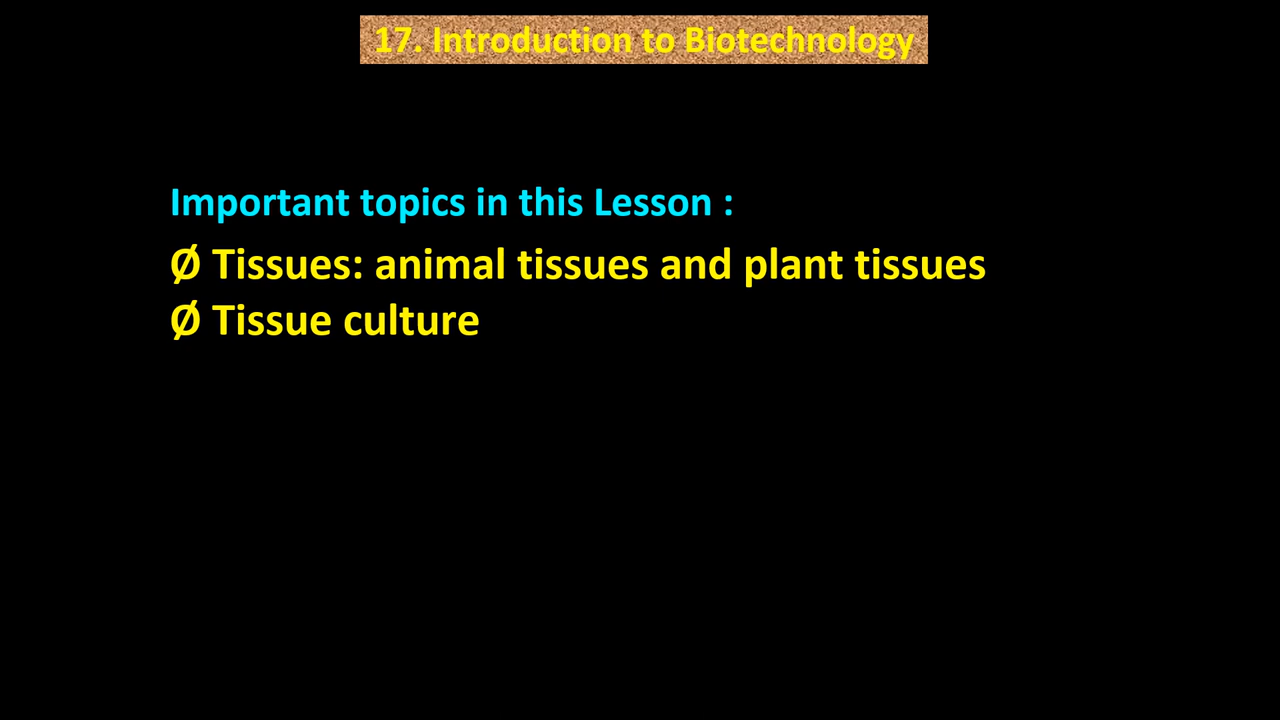 17. Introduction to Biotechnology
Important topics in this Lesson :
Ø Tissues: animal tissues and plant tissues
Ø Tissue culture